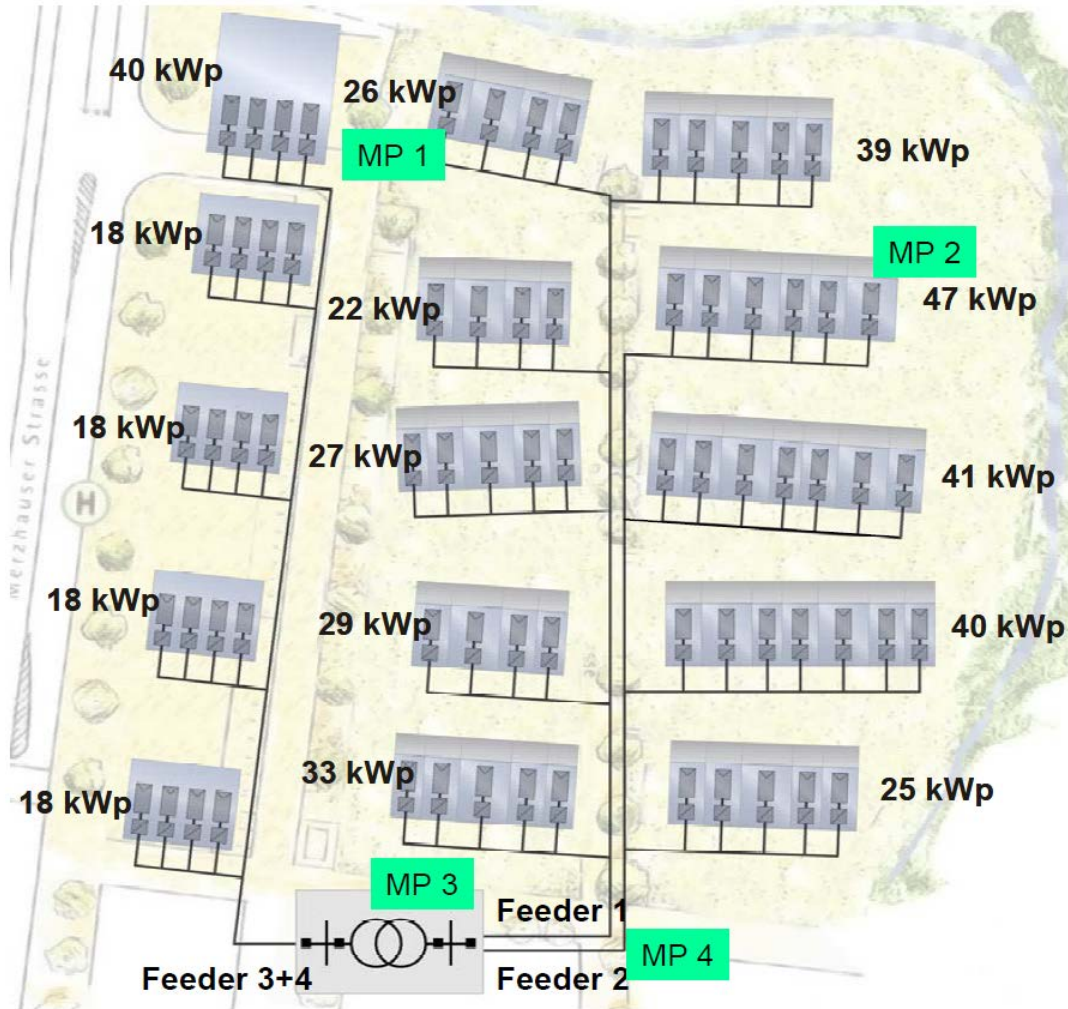 40 kWp
26 kWp
MP 1
39 kWp
18 kWp
MP 2
22 kWp
47 kWp
Merzhauser Strasse
18 kWp
27 kWp
41 kWp
H
18 kWp
29 kWp
40 kWp
33 kWp
18 kWp
25 kWp
MP 3
Feeder 1
MP 4
Feeder 3+4
Feeder 2